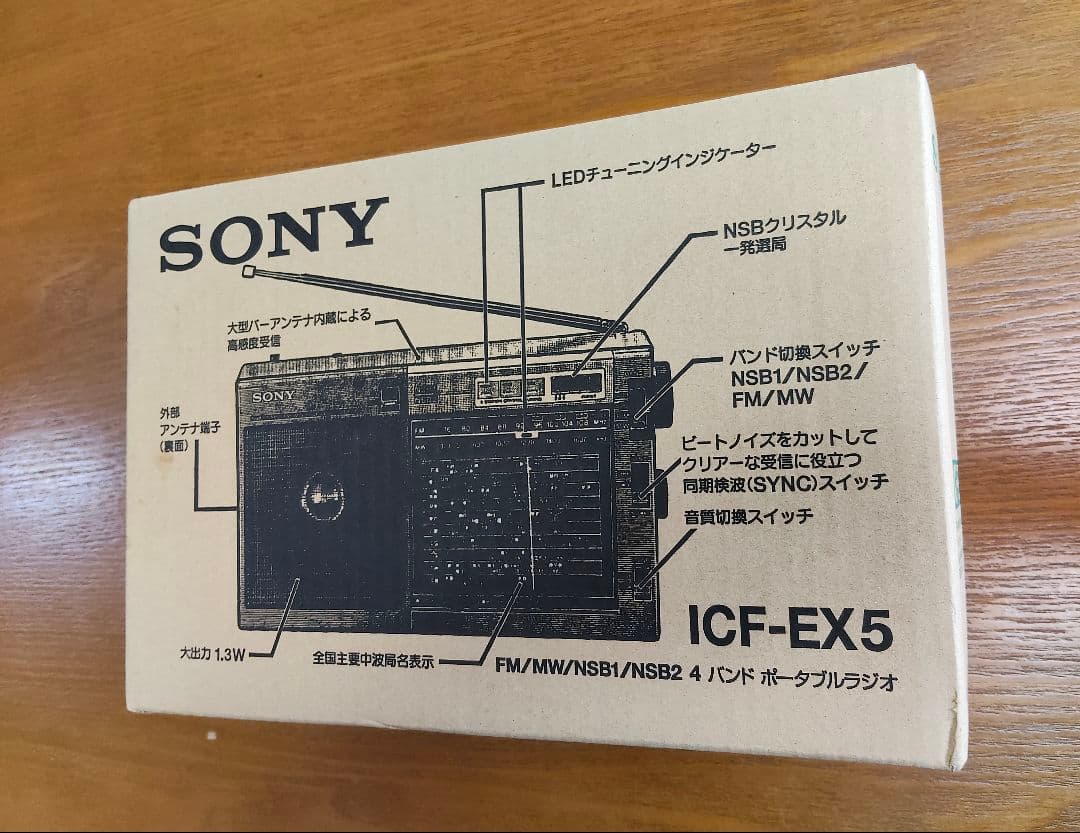 SONY
LEDチューニングインジケーター
NSBクリスタル
一発選局
大型バーアンテナ内蔵による
高感度受信
バンド切換スイッチ
NSB1/NSB2/
FM/MW
SONY
外部
アンテナ端子
(裏面)
ビートノイズをカットして
クリアーな受信に役立つ
同期検波(SYNC)スイッチ
音質切換スイッチ
ICF-EX5
大出力 1.3W
全国主要中波局名表示
FM/MW/NSB1/NSB2 4 バンド ポータブルラジオ